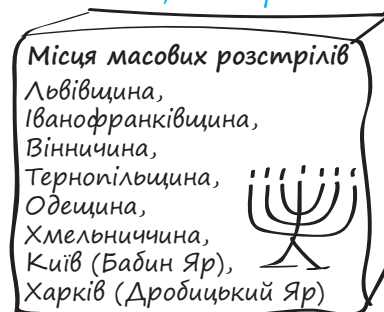 Місця масових розстрілів
Львівщина,
Іванофранківщина,
Вінничина,
Тернопільщина,
Одещина,
Хмельниччина,
Київ (Бабин Яр),
Харків (Дробицький Яр)